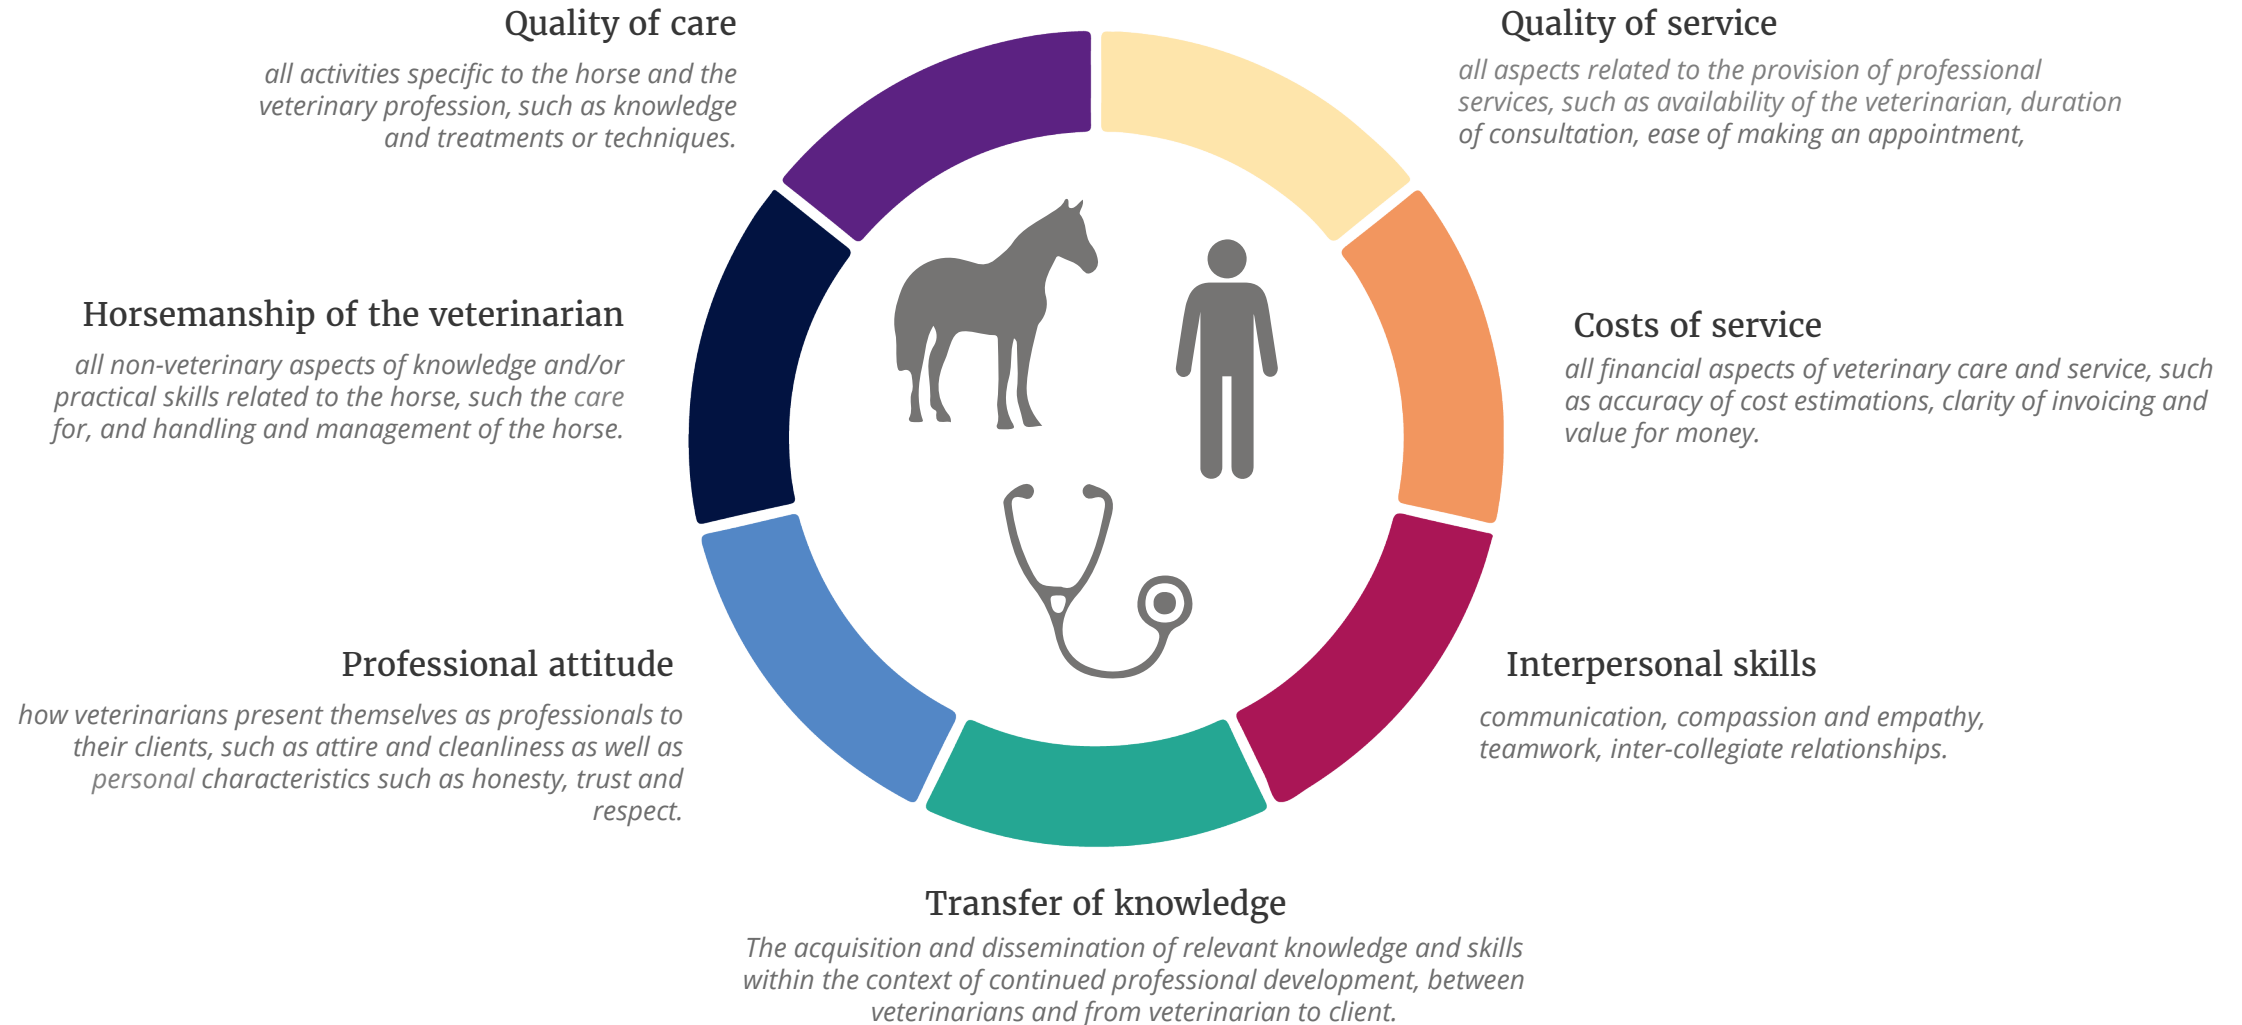 Quality of care
all activities specific to the horse and the
veterinary profession, such as knowledge
and treatments or techniques.
Quality of service
all aspects related to the provision of professional
services, such as availability of the veterinarian, duration
of consultation, ease of making an appointment,
Horsemanship of the veterinarian
all non-veterinary aspects of knowledge and/or
practical skills related to the horse, such the care
for, and handling and management of the horse.
Costs of service
all financial aspects of veterinary care and service, such
as accuracy of cost estimations, clarity of invoicing and
value for money.
Professional attitude
how veterinarians present themselves as professionals to
their clients, such as attire and cleanliness as well as
personal characteristics such as honesty, trust and
respect.
Interpersonal skills
communication, compassion and empathy,
teamwork, inter-collegiate relationships.
Transfer of knowledge
The acquisition and dissemination of relevant knowledge and skills
within the context of continued professional development, between
veterinarians and from veterinarian to client.